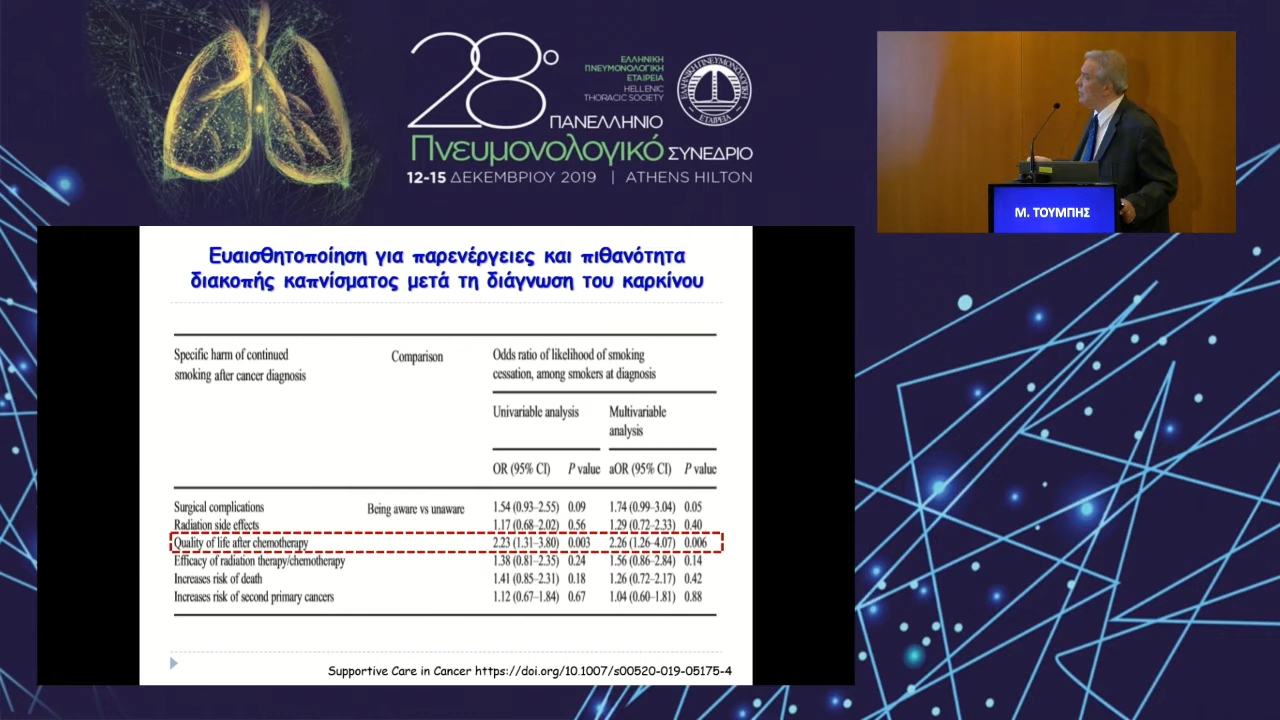 28ο
ΕΛΛΗΝΙΚΗ
ΠΝΕΥΜΟΝΟΛΟΓΙΚΗ
ΕΤΑΙΡΕΙΑ
HELLENIC
THORACIC SOCIETY
ΕΛΛΗΝΙΚΗ ΠΝΕΥΜΟΝΟΛΟΓΙΚΗ ΕΤΑΙΡΕΙΑ
ΠΑΝΕΛΛΗΝΙΟ
Πνευμονολογικό ΣΥΝΕΔΡΙΟ
12-15 ΔΕΚΕΜΒΡΙΟΥ 2019 | ATHENS HILTON
Μ. ΤΟΥΜΠΗΣ
Ευαισθητοποίηση για παρενέργειες και πιθανότητα
διακοπής καπνίσματος μετά τη διάγνωση του καρκίνου
Specific harm of continued
smoking after cancer diagnosis
Comparison
Odds ratio of likelihood of smoking
cessation, among smokers at diagnosis
Univariable analysis
Multivariable
analysis
OR (95% CI) P value aOR (95% CI) P value
Surgical complications Being aware vs unaware 1.54 (0.93–2.55) 0.09 1.74 (0.99–3.04) 0.05
Radiation side effects 1.17 (0.68–2.02) 0.56 1.29 (0.72–2.33) 0.40
Quality of life after chemotherapy 2.23 (1.31–3.80) 0.003 2.26 (1.26–4.07) 0.006
Efficacy of radiation therapy/chemotherapy 1.38 (0.81–2.35) 0.24 1.56 (0.86–2.84) 0.14
Increases risk of death 1.41 (0.85–2.31) 0.18 1.26 (0.72–2.17) 0.42
Increases risk of second primary cancers 1.12 (0.67–1.84) 0.67 1.04 (0.60–1.81) 0.88
Supportive Care in Cancer https://doi.org/10.1007/s00520-019-05175-4